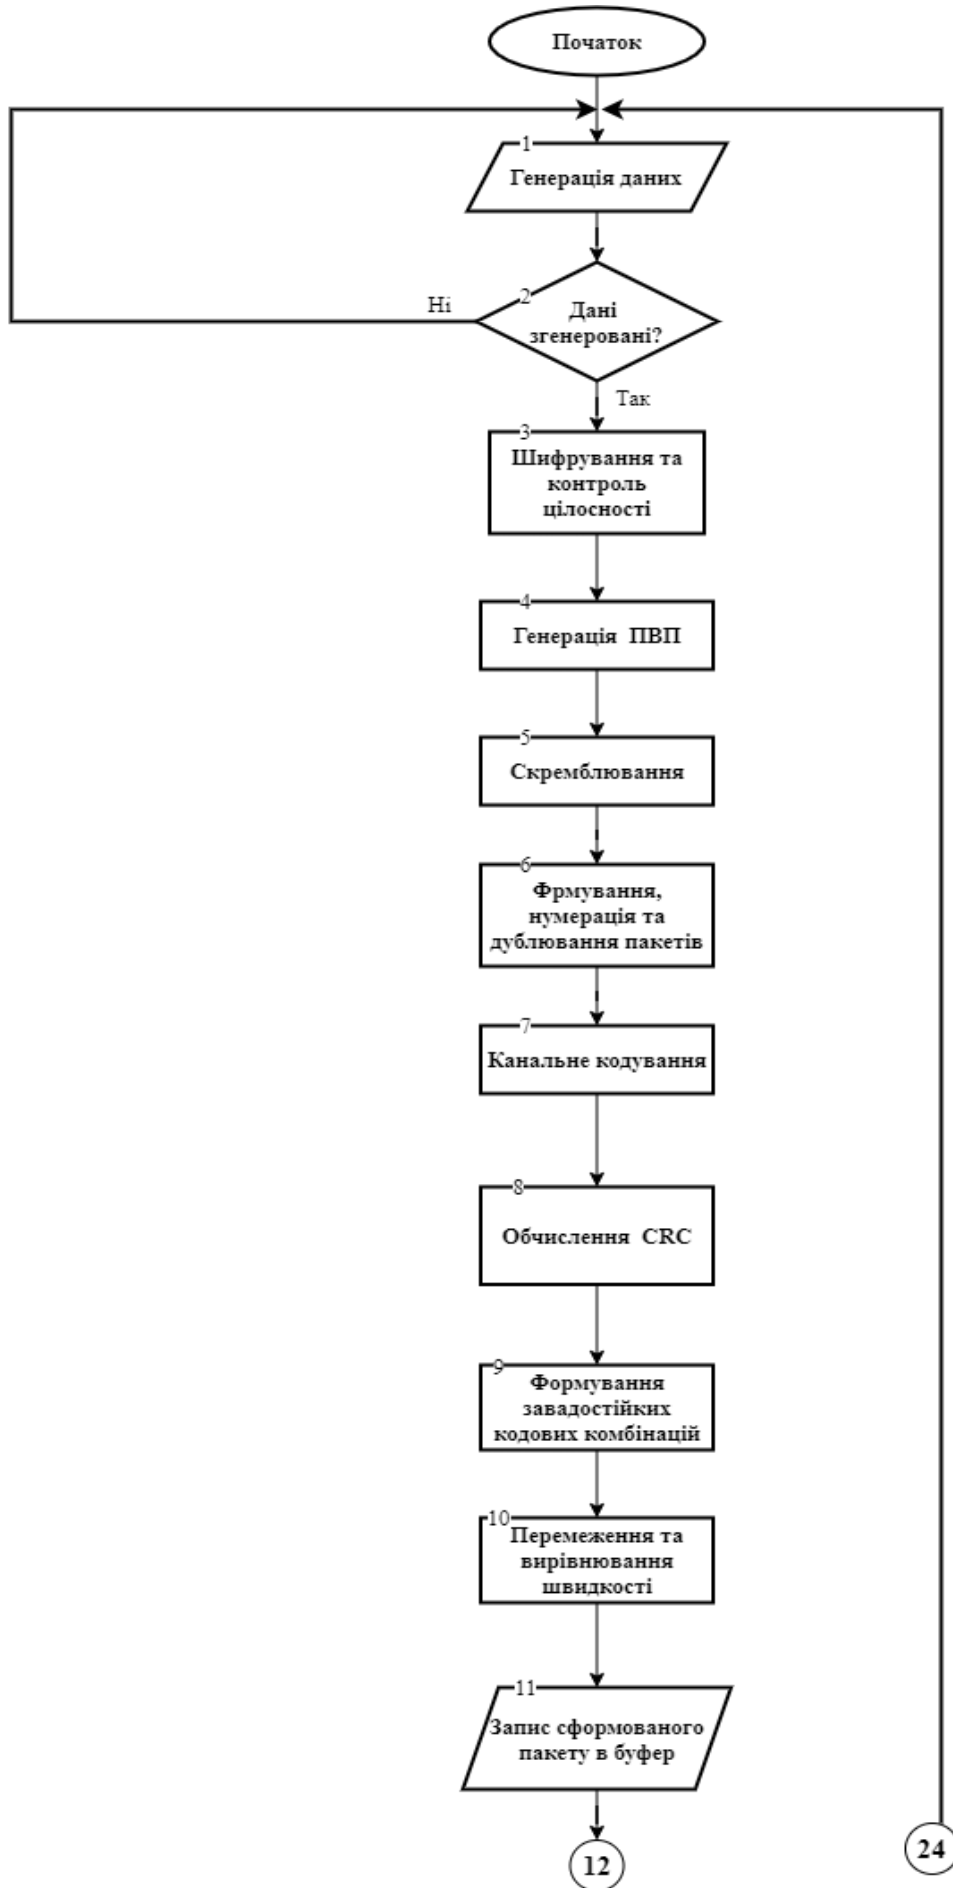 Початок
1
Генерація даних
Ні
2
Дані
згенеровані?
Так
3
Шифрування та
контроль
цілосності
4
Генерація ПВП
5
Скремблювання
6
Фрмування,
нумерація та
дублювання пакетів
7
Канальне кодування
8
Обчислення CRC
9
Формування
завадостійких
кодових комбінацій
10
Перемеження та
вирівнювання
швидкості
11
Запис сформованого
пакету в буфер
12
24